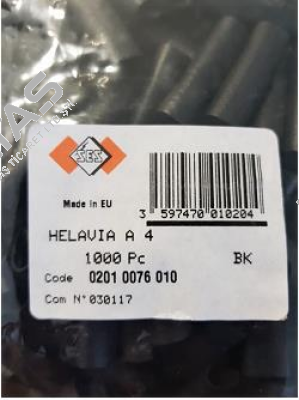 SES
Made in EU
3 597470 010204
HELAVIA A 4
1000 Pc BK
Code 0201 0076 010
Com N°030117